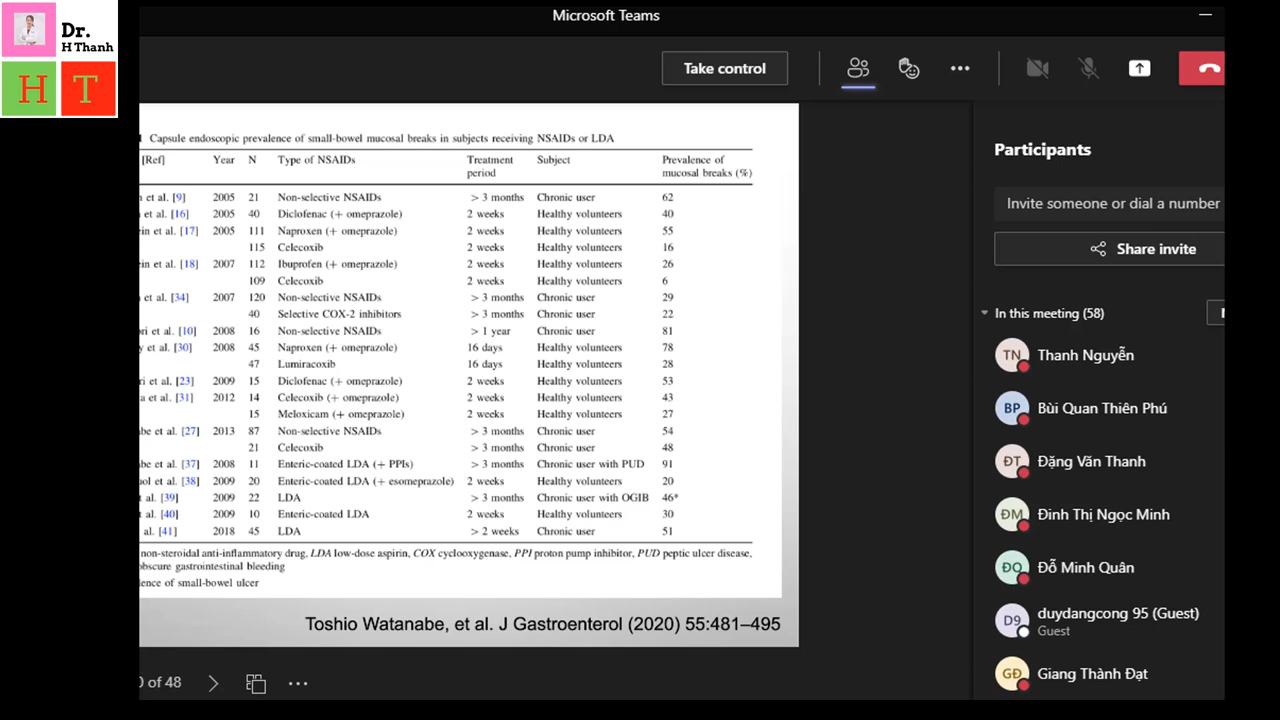 Dr.
H Thanh
H T
Microsoft Teams
Take control
Capsule endoscopic prevalence of small-bowel mucosal breaks in subjects receiving NSAIDs or LDA
[Ref] Year N Type of NSAIDs Treatment period Subject Prevalence of mucosal breaks (%)
et al. [9] 2005 21 Non-selective NSAIDs > 3 months Chronic user 62
et al. [16] 2005 40 Diclofenac (+ omeprazole) 2 weeks Healthy volunteers 40
ein et al. [17] 2005 111 Naproxen (+ omeprazole) 2 weeks Healthy volunteers 55
115 Celecoxib 2 weeks Healthy volunteers 16
ein et al. [18] 2007 112 Ibuprofen (+ omeprazole) 2 weeks Healthy volunteers 26
109 Celecoxib 2 weeks Healthy volunteers 6
et al. [34] 2007 120 Non-selective NSAIDs > 3 months Chronic user 29
40 Selective COX-2 inhibitors > 3 months Chronic user 22
ori et al. [10] 2008 16 Non-selective NSAIDs > 1 year Chronic user 81
y et al. [30] 2008 45 Naproxen (+ omeprazole) 16 days Healthy volunteers 78
47 Lumiracoxib 16 days Healthy volunteers 28
ri et al. [23] 2009 15 Diclofenac (+ omeprazole) 2 weeks Healthy volunteers 53
a et al. [31] 2012 14 Celecoxib (+ omeprazole) 2 weeks Healthy volunteers 43
15 Meloxicam (+ omeprazole) 2 weeks Healthy volunteers 27
be et al. [27] 2013 87 Non-selective NSAIDs > 3 months Chronic user 54
21 Celecoxib > 3 months Chronic user 48
be et al. [37] 2008 11 Enteric-coated LDA (+ PPIs) > 3 months Chronic user with PUD 91
uol et al. [38] 2009 20 Enteric-coated LDA (+ esomeprazole) 2 weeks Healthy volunteers 20
t al. [39] 2009 22 LDA > 3 months Chronic user with OGIB 46*
al. [40] 2009 10 Enteric-coated LDA 2 weeks Healthy volunteers 30
al. [41] 2018 45 LDA > 2 weeks Chronic user 51
non-steroidal anti-inflammatory drug, LDA low-dose aspirin, COX cyclooxygenase, PPI proton pump inhibitor, PUD peptic ulcer disease,
obscure gastrointestinal bleeding
lence of small-bowel ulcer
Toshio Watanabe, et al. J Gastroenterol (2020) 55:481–495
of 48
Participants
Invite someone or dial a number
Share invite
In this meeting (58)
TN Thanh Nguyễn
BP Bùi Quan Thiên Phú
ĐT Đặng Văn Thanh
ĐM Đinh Thị Ngọc Minh
ĐQ Đỗ Minh Quân
D9 duydangcong 95 (Guest)
Guest
GĐ Giang Thành Đạt